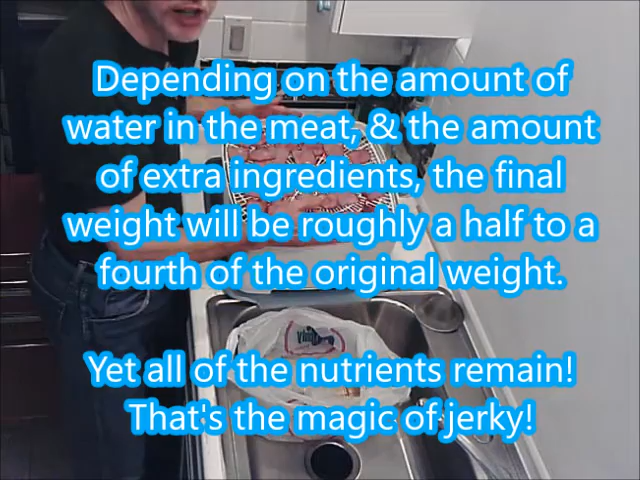 Depending on the amount of
water in the meat, & the amount
of extra ingredients, the final
weight will be roughly a half to a
fourth of the original weight.
Yet all of the nutrients remain!
That's the magic of jerky!